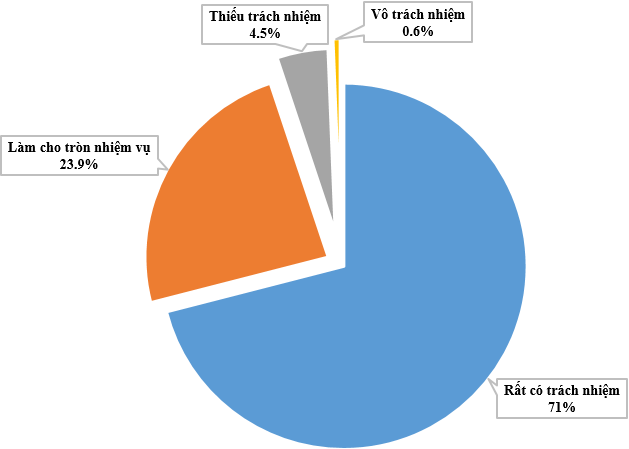 Thiếu trách nhiệm
4.5%
Vô trách nhiệm
0.6%
Làm cho tròn nhiệm vụ
23.9%
Rất có trách nhiệm
71%